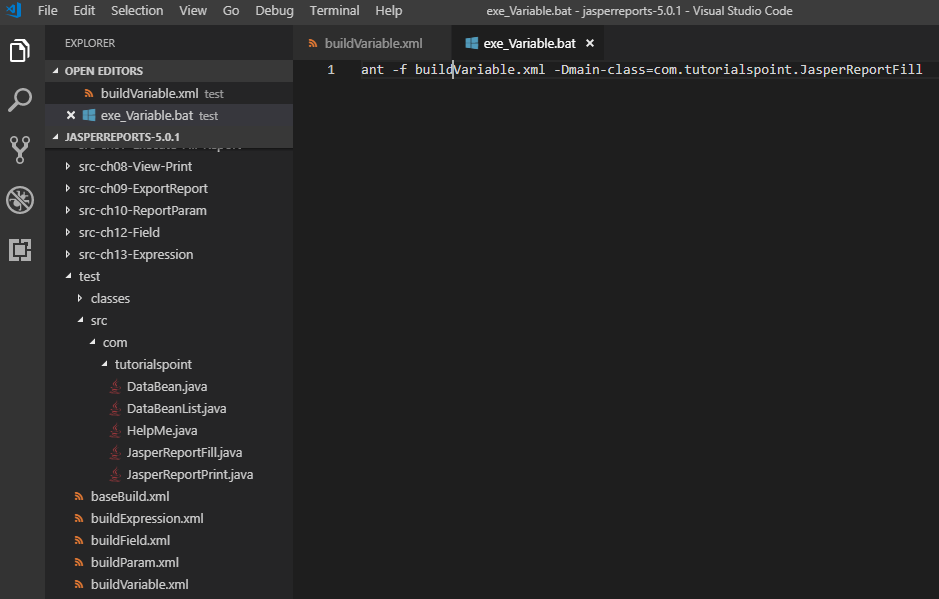 File Edit Selection View Go Debug Terminal Help exe_Variable.bat - jasperreports-5.0.1 - Visual Studio Code
EXPLORER
OPEN EDITORS
buildVariable.xml test
exe_Variable.bat test
JASPERREPORTS-5.0.1
src-ch08-View-Print
src-ch09-ExportReport
src-ch10-ReportParam
src-ch12-Field
src-ch13-Expression
test
classes
src
com
tutorialspoint
DataBean.java
DataBeanList.java
HelpMe.java
JasperReportFill.java
JasperReportPrint.java
baseBuild.xml
buildExpression.xml
buildField.xml
buildParam.xml
buildVariable.xml
buildVariable.xml exe_Variable.bat
1 ant -f buildVariable.xml -Dmain-class=com.tutorialspoint.JasperReportFill